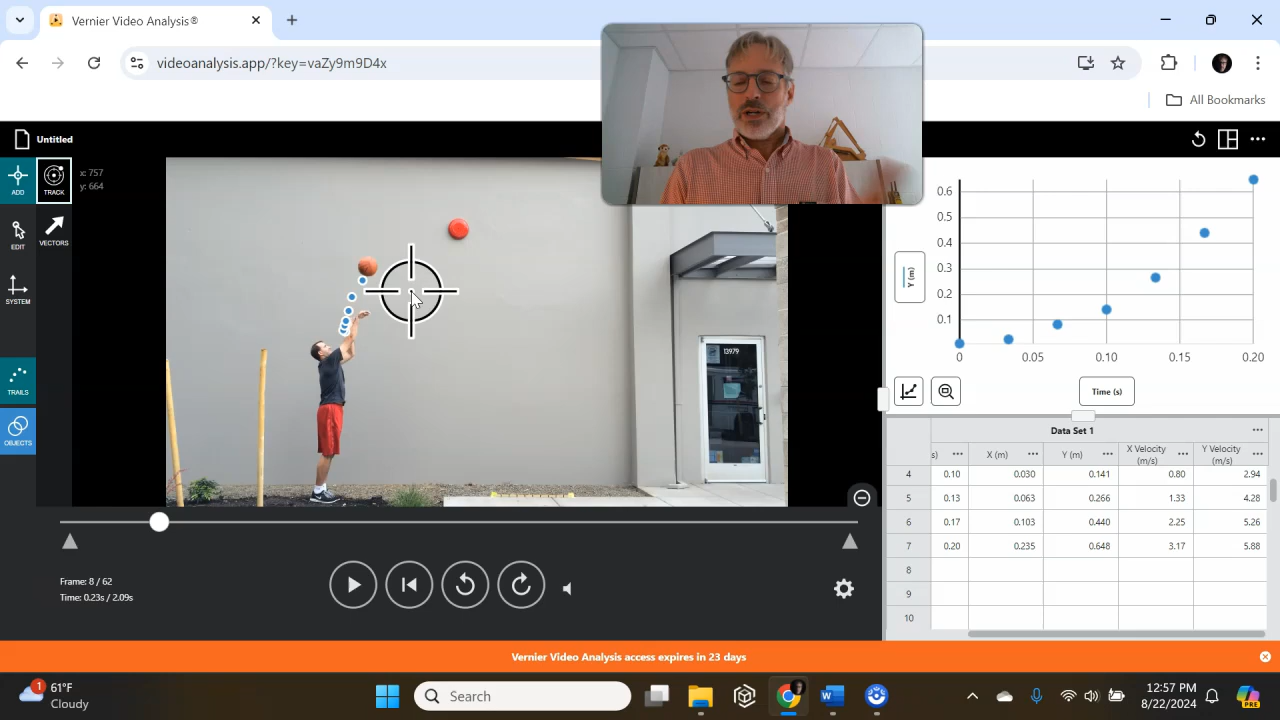 Vernier Video Analysis®
videoanalysis.app/?key=vaZy9m9D4x
All Bookmarks
Untitled
ADD
TRACK
x: 757
y: 664
EDIT
VECTORS
SYSTEM
TRAILS
OBJECTS
13979
Y (m)
0.6
0.5
0.4
0.3
0.2
0.1
0
0.05
0.10
0.15
0.20
Time (s)
Data Set 1
s) X (m) Y (m) X Velocity (m/s) Y Velocity (m/s)
4 0.10 0.030 0.141 0.80 2.94
5 0.13 0.063 0.266 1.33 4.28
6 0.17 0.103 0.440 2.25 5.26
7 0.20 0.235 0.648 3.17 5.88
8
9
10
Frame: 8 / 62
Time: 0.23s / 2.09s
Vernier Video Analysis access expires in 23 days
1
61°F
Cloudy
Search
W
12:57 PM
8/22/2024
PRE